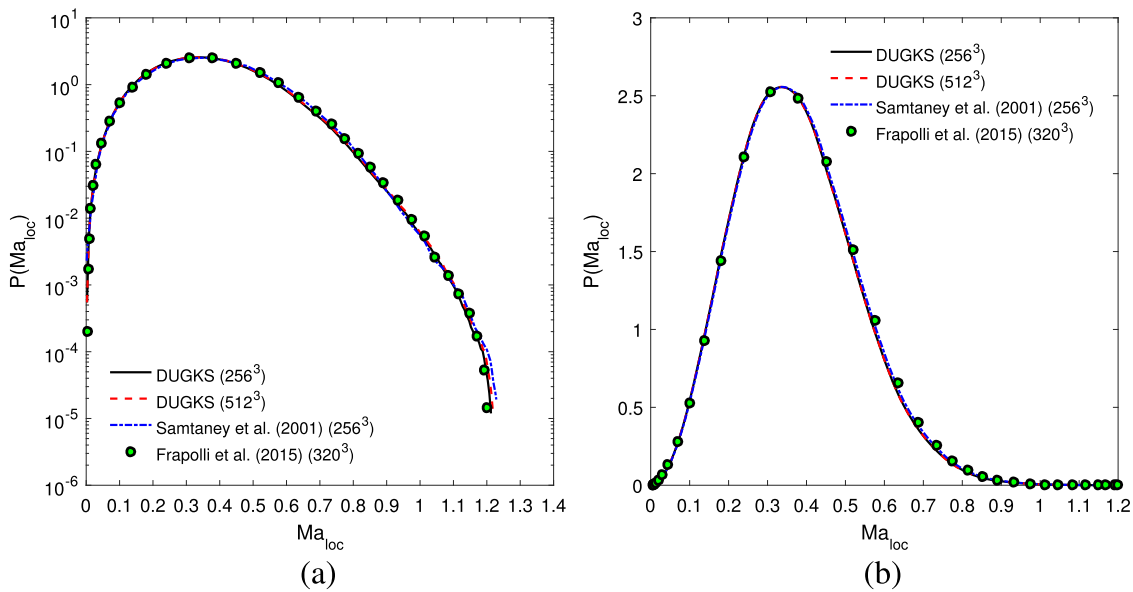 10^1
10^0
10^-1
10^-2
10^-3
10^-4
10^-5
10^-6
P(Ma_loc)
DUGKS (256^3)
DUGKS (512^3)
Samtaney et al. (2001) (256^3)
Frapolli et al. (2015) (320^3)
0 0.1 0.2 0.3 0.4 0.5 0.6 0.7 0.8 0.9 1 1.1 1.2 1.3 1.4
Ma_loc
(a)
3
2.5
2
1.5
1
0.5
0
P(Ma_loc)
DUGKS (256^3)
DUGKS (512^3)
Samtaney et al. (2001) (256^3)
Frapolli et al. (2015) (320^3)
0 0.1 0.2 0.3 0.4 0.5 0.6 0.7 0.8 0.9 1 1.1 1.2
Ma_loc
(b)